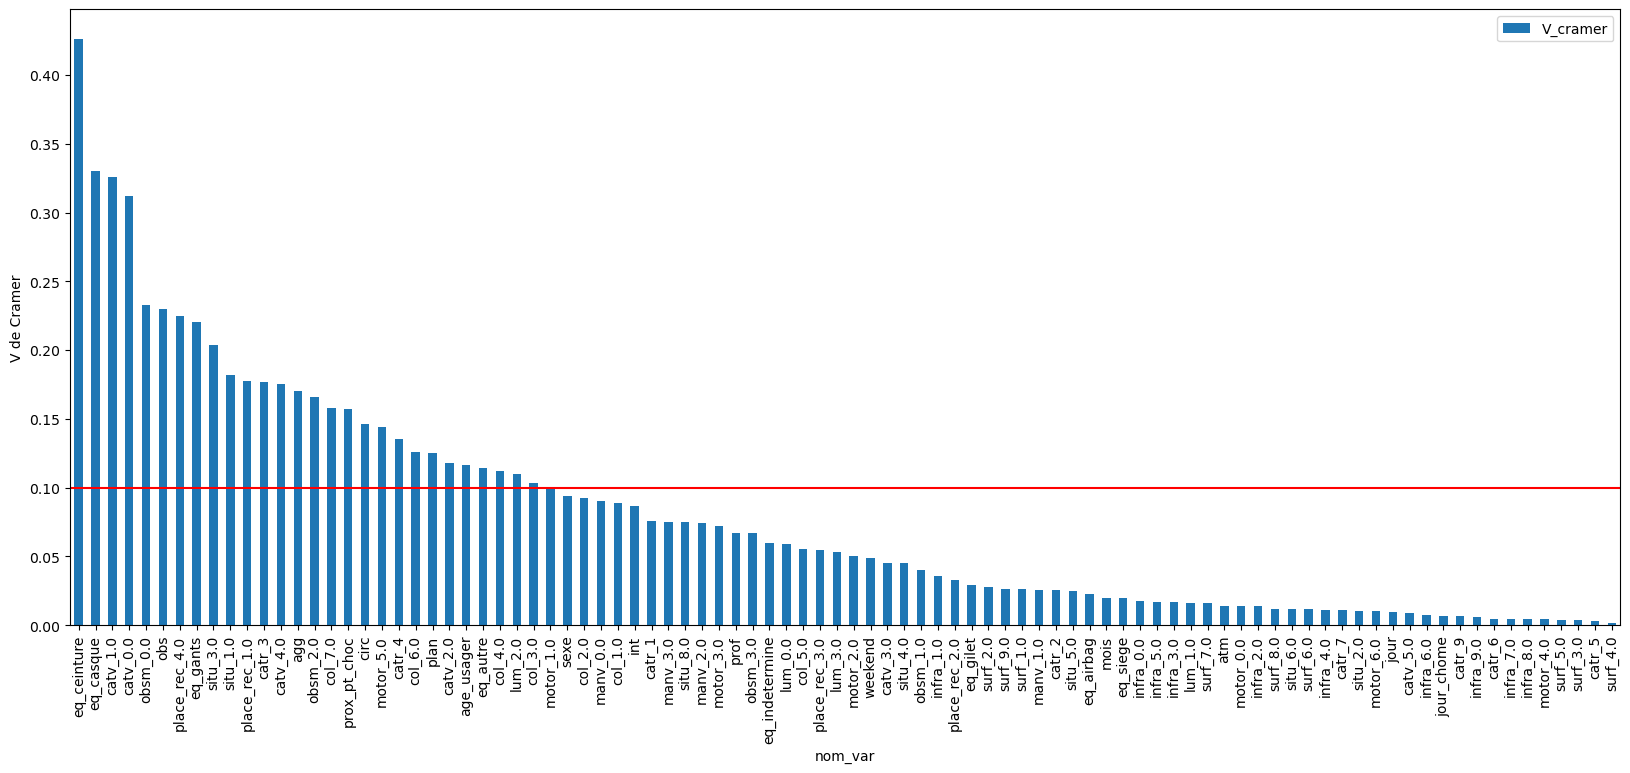 V_cramer
0.40
0.35
0.30
0.25
0.20
0.15
0.10
0.05
0.00
V de Cramer
eq_ceinture
eq_casque
catv_1.0
catv_0.0
obsm_0.0
obs
place_rec_4.0
eq_gants
situ_3.0
situ_1.0
place_rec_1.0
catr_3
catv_4.0
agg
obsm_2.0
col_7.0
prox_pt_choc
circ
motor_5.0
catr_4
col_6.0
plan
catv_2.0
age_usager
eq_autre
col_4.0
lum_2.0
col_3.0
motor_1.0
sexe
col_2.0
manv_0.0
col_1.0
int
catr_1
manv_3.0
situ_8.0
manv_2.0
motor_3.0
prof
obsm_3.0
eq_indetermine
lum_0.0
col_5.0
place_rec_3.0
lum_3.0
motor_2.0
weekend
catv_3.0
situ_4.0
obsm_1.0
infra_1.0
place_rec_2.0
eq_gilet
surf_2.0
surf_9.0
surf_1.0
manv_1.0
catr_2
situ_5.0
eq_airbag
mois
eq_siege
infra_0.0
infra_5.0
infra_3.0
lum_1.0
surf_7.0
atm
motor_0.0
infra_2.0
surf_8.0
situ_6.0
surf_6.0
infra_4.0
catr_7
situ_2.0
motor_6.0
jour
catv_5.0
infra_6.0
jour_chome
catr_9
infra_9.0
catr_6
infra_7.0
infra_8.0
motor_4.0
surf_5.0
surf_3.0
catr_5
surf_4.0
nom_var